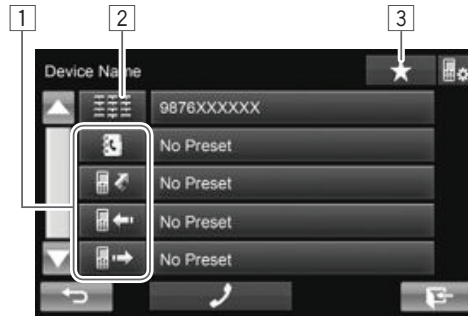 1
2
3
Device Name
9876XXXXXX
No Preset
No Preset
No Preset
No Preset